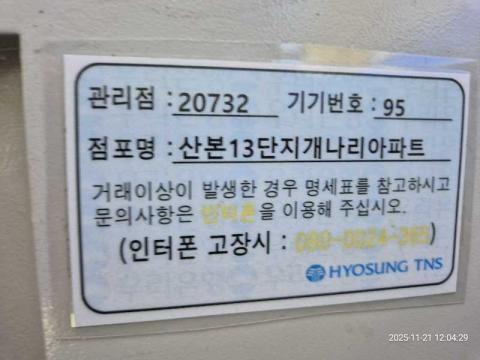 관리점 : 20732 기기번호 : 95
점포명 : 산본13단지개나리아파트
거래이상이 발생한 경우 명세표를 참고하시고
문의사항은 인터폰을 이용해 주십시오.
(인터폰 고장시 : 080-0024-365)
HYOSUNG TNS
2025-11-21 12:04:29